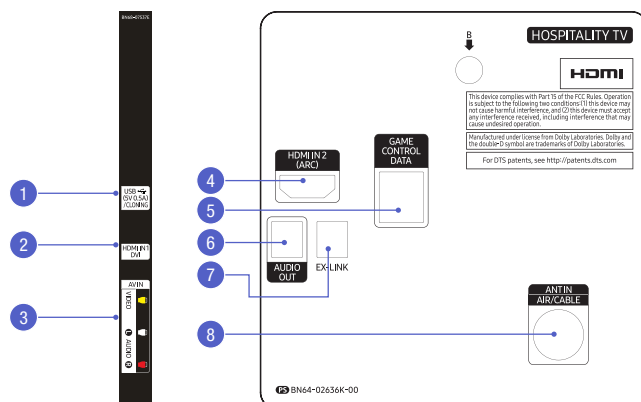 BN68-07537E
1
USB
(5V 0.5A)
/CLONING
2
HDMI IN 1
DVI
3
AV IN
VIDEO
L AUDIO R
B
HOSPITALITY TV
HDMI
This device complies with Part 15 of the FCC Rules. Operation
is subject to the following two conditions (1) this device may
not cause harmful interference, and (2) this device must accept
any interference received, including interference that may
cause undesired operation.
Manufactured under license from Dolby Laboratories. Dolby and
the double-D symbol are trademarks of Dolby Laboratories.
For DTS patents, see http://patents.dts.com
4
HDMI IN 2
(ARC)
GAME
CONTROL
DATA
5
6
AUDIO
OUT
7
EX-LINK
8
ANT IN
AIR/CABLE
PS BN64-02636K-00